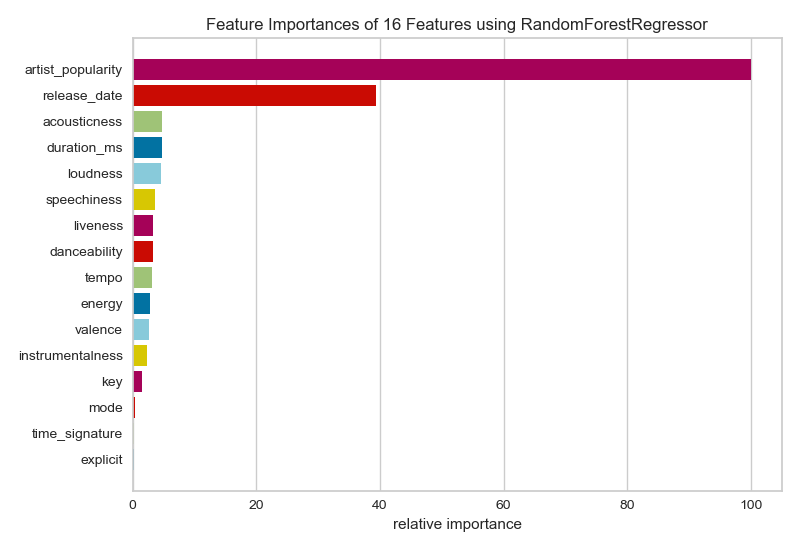 Feature Importances of 16 Features using RandomForestRegressor
artist_popularity
release_date
acousticness
duration_ms
loudness
speechiness
liveness
danceability
tempo
energy
valence
instrumentalness
key
mode
time_signature
explicit
0 20 40 60 80 100
relative importance